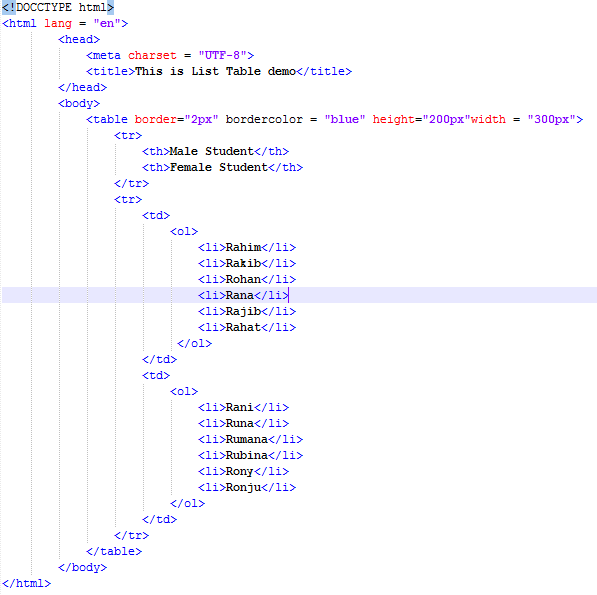 <!DOCCTYPE html>
<html lang = "en">
<head>
<meta charset = "UTF-8">
<title>This is List Table demo</title>
</head>
<body>
<table border="2px" bordercolor = "blue" height="200px"width = "300px">
<tr>
<th>Male Student</th>
<th>Female Student</th>
</tr>
<tr>
<td>
<ol>
<li>Rahim</li>
<li>Rakib</li>
<li>Rohan</li>
<li>Rana</li>
<li>Rajib</li>
<li>Rahat</li>
</ol>
</td>
<td>
<ol>
<li>Rani</li>
<li>Runa</li>
<li>Rumana</li>
<li>Rubina</li>
<li>Rony</li>
<li>Ronju</li>
</ol>
</td>
</tr>
</table>
</body>
</html>